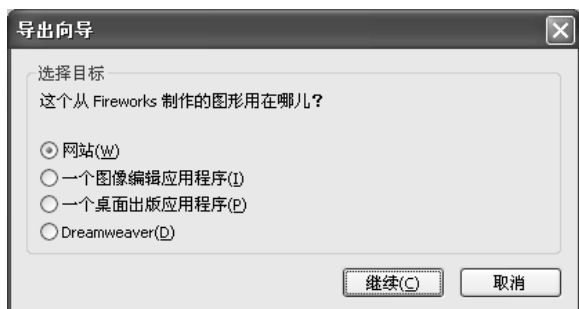 导出向导
选择目标
这个从 Fireworks 制作的图形用在哪儿?
网站(W)
一个图像编辑应用程序(I)
一个桌面出版应用程序(P)
Dreamweaver(D)
继续(C)
取消